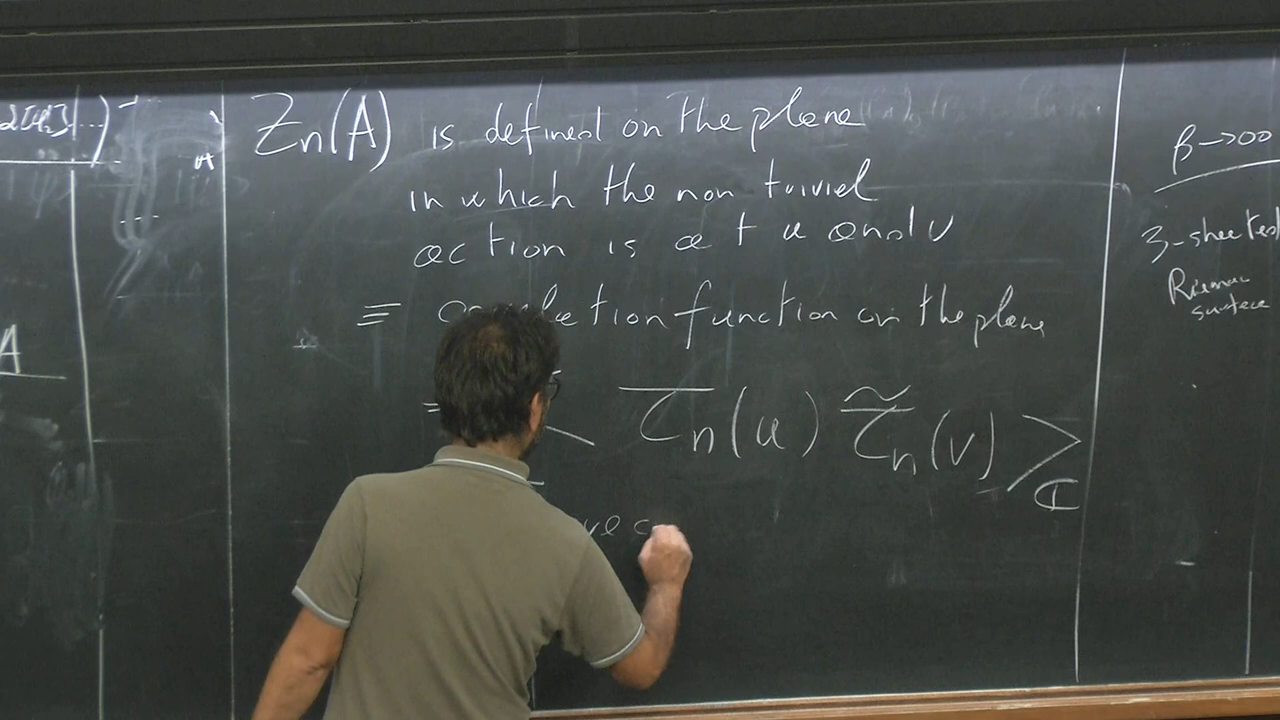 Zn(A) is defined on the plane
in which the non trivial
action is at u and v
≡ function on the plane
< 𝒯n(u) 𝒯̃n(v) >ℂ
β→∞
3-sheeted
Riemann
surface
A